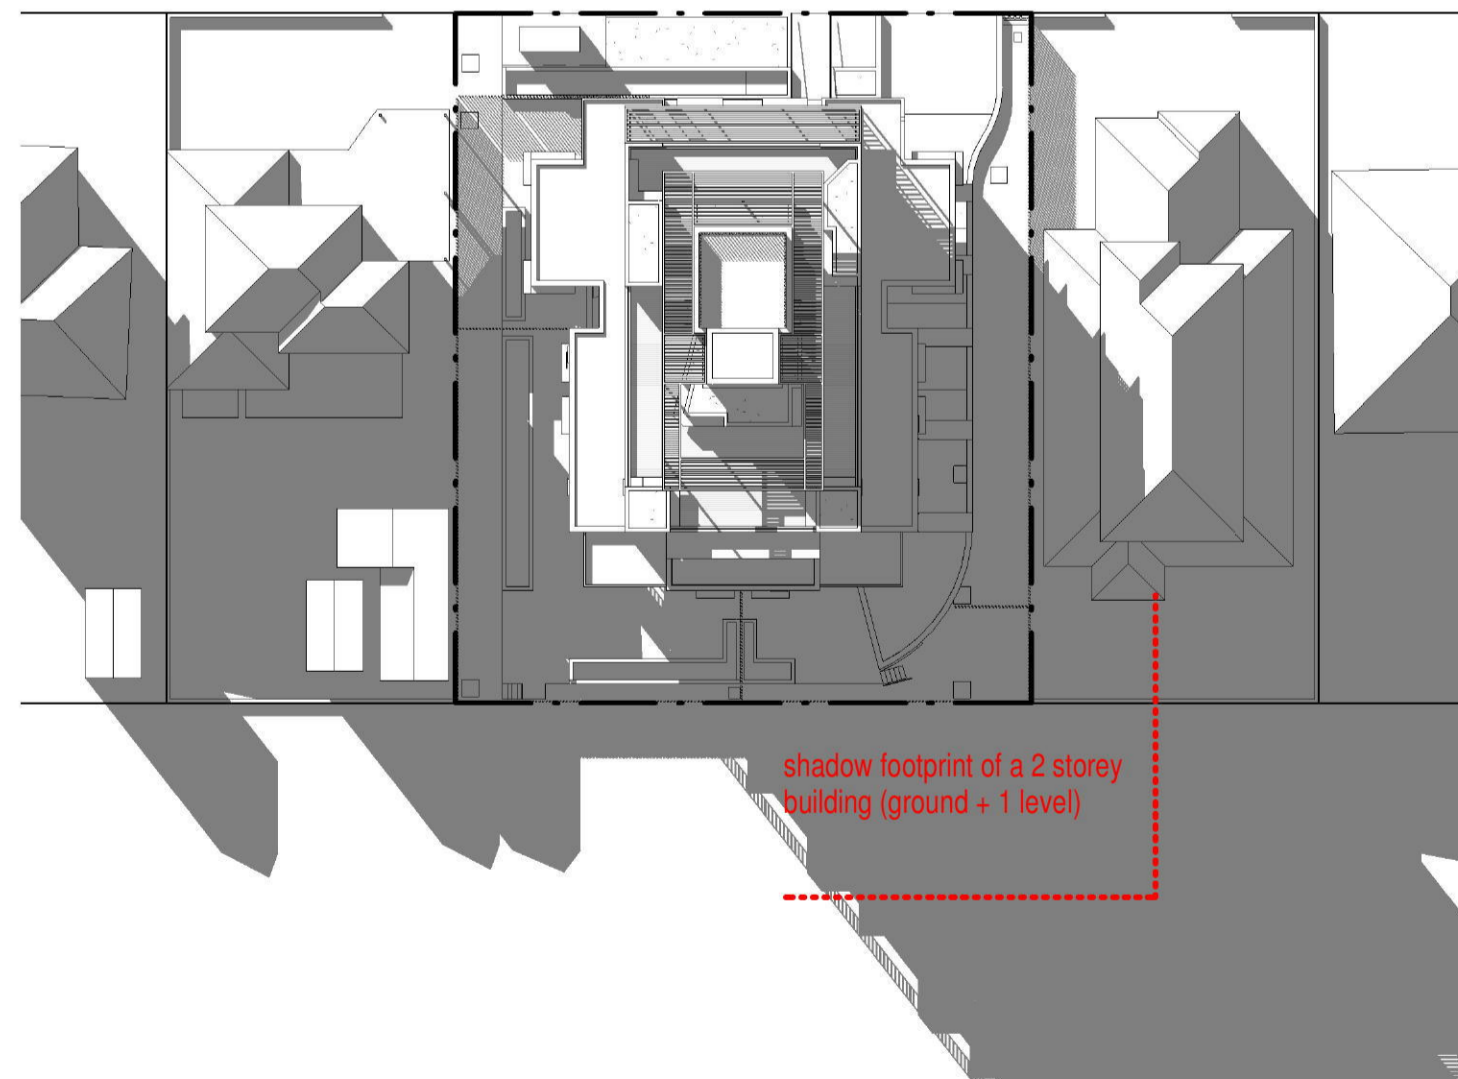 shadow footprint of a 2 storey
building (ground + 1 level)